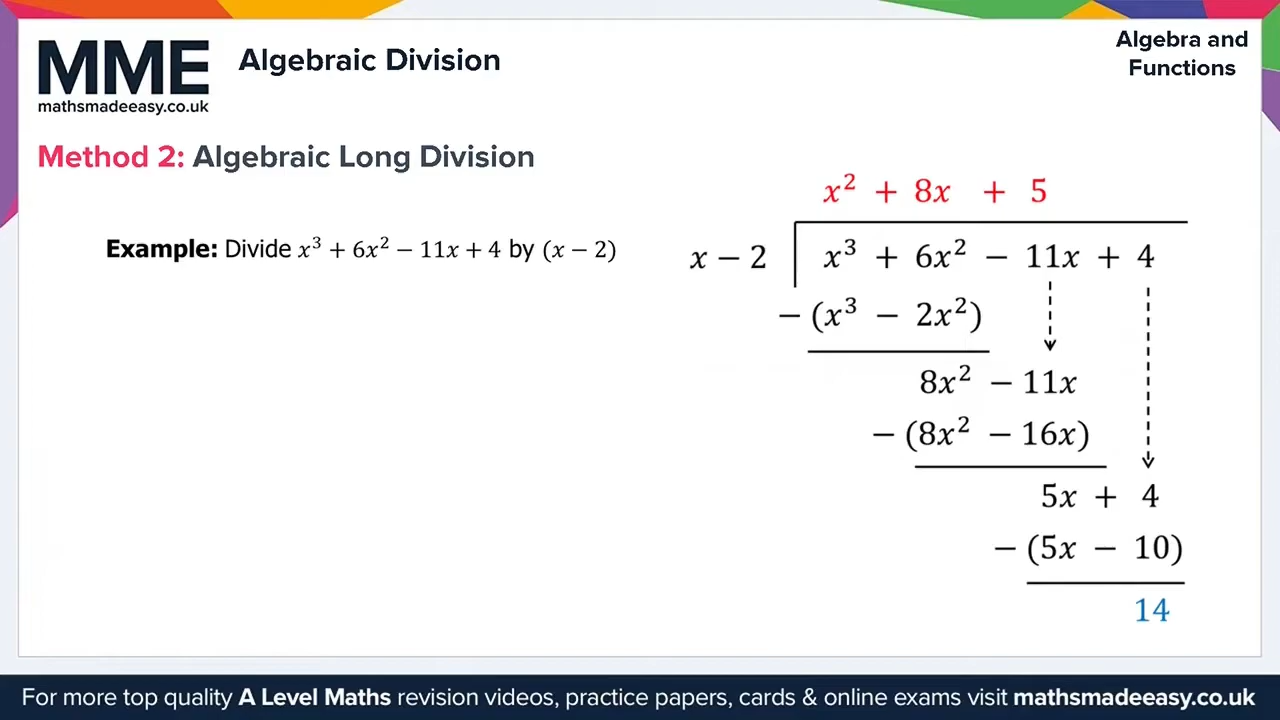 MME
mathsmadeeasy.co.uk
Algebraic Division
Algebra and
Functions
Method 2: Algebraic Long Division
Example: Divide x³ + 6x² − 11x + 4 by (x − 2)
x² + 8x + 5
x − 2 x³ + 6x² − 11x + 4
− (x³ − 2x²)
8x² − 11x
− (8x² − 16x)
5x + 4
− (5x − 10)
14
For more top quality A Level Maths revision videos, practice papers, cards & online exams visit mathsmadeeasy.co.uk